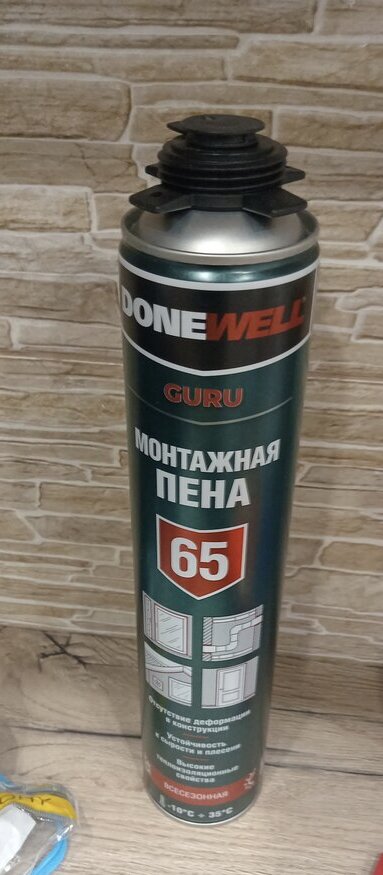 DONEWELL
GURU
МОНТАЖНАЯ
ПЕНА
65
Отсутствие деформации
в конструкции
Устойчивость
к сырости и плесени
Высокие
теплоизоляционные
свойства
ВСЕСЕЗОННАЯ
-10°C ÷ 35°C